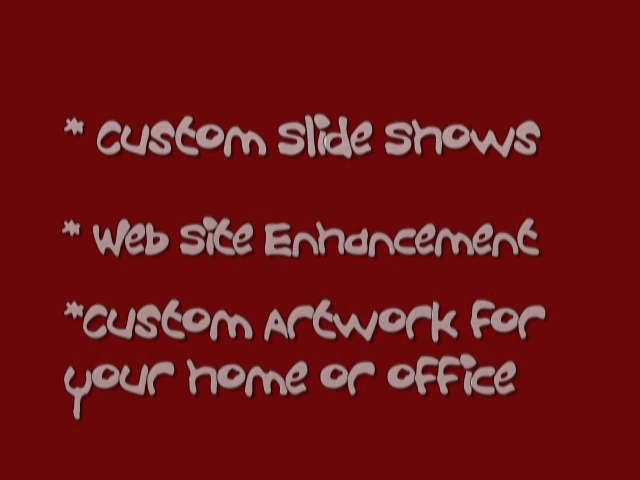 * Custom Slide Shows
* Web Site Enhancement
*Custom Artwork for
your home or office